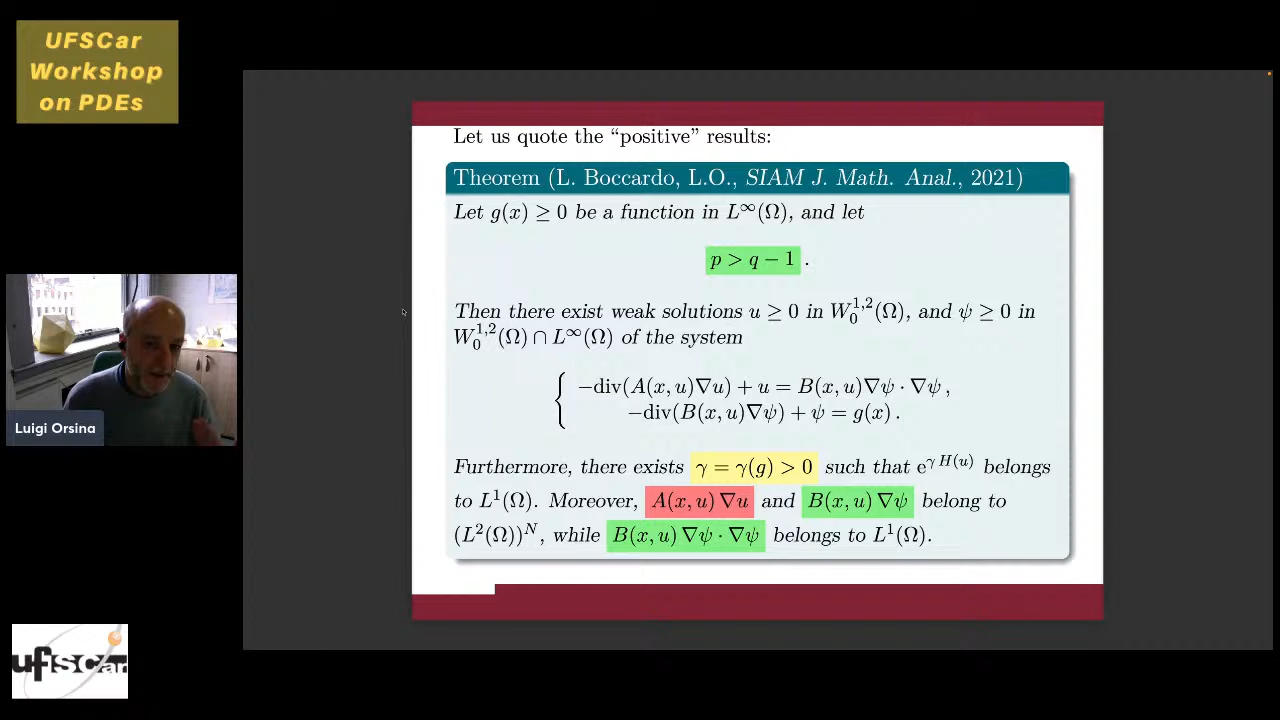 UFSCar
Workshop
on PDEs
Let us quote the “positive” results:
Theorem (L. Boccardo, L.O., SIAM J. Math. Anal., 2021)
Let g(x) ≥ 0 be a function in L^∞(Ω), and let
p > q − 1 .
Then there exist weak solutions u ≥ 0 in W_0^{1,2}(Ω), and ψ ≥ 0 in
W_0^{1,2}(Ω) ∩ L^∞(Ω) of the system
−div(A(x, u)∇u) + u = B(x, u)∇ψ · ∇ψ ,
−div(B(x, u)∇ψ) + ψ = g(x) .
Furthermore, there exists γ = γ(g) > 0 such that e^{γ H(u)} belongs
to L^1(Ω). Moreover, A(x, u) ∇u and B(x, u) ∇ψ belong to
(L^2(Ω))^N, while B(x, u) ∇ψ · ∇ψ belongs to L^1(Ω).
Luigi Orsina
ufscar